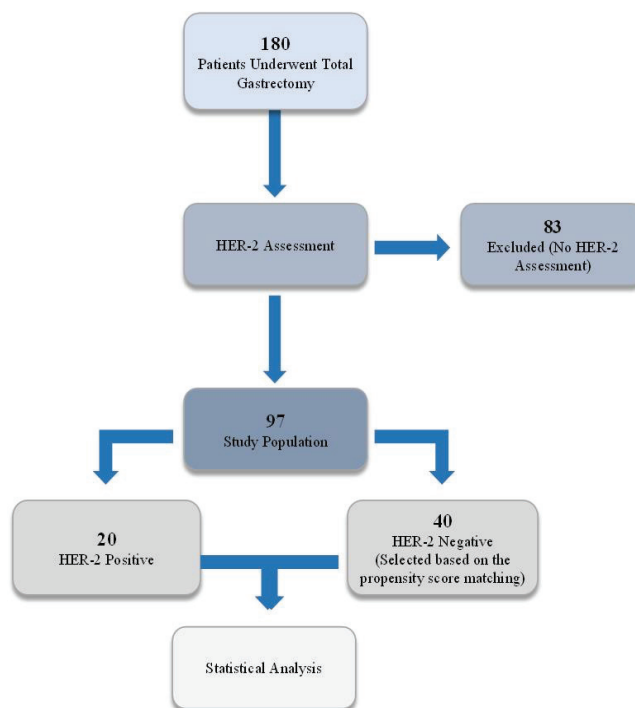 180
Patients Underwent Total
Gastrectomy
HER-2 Assessment
83
Excluded (No HER-2
Assessment)
97
Study Population
20
HER-2 Positive
40
HER-2 Negative
(Selected based on the
propensity score matching)
Statistical Analysis